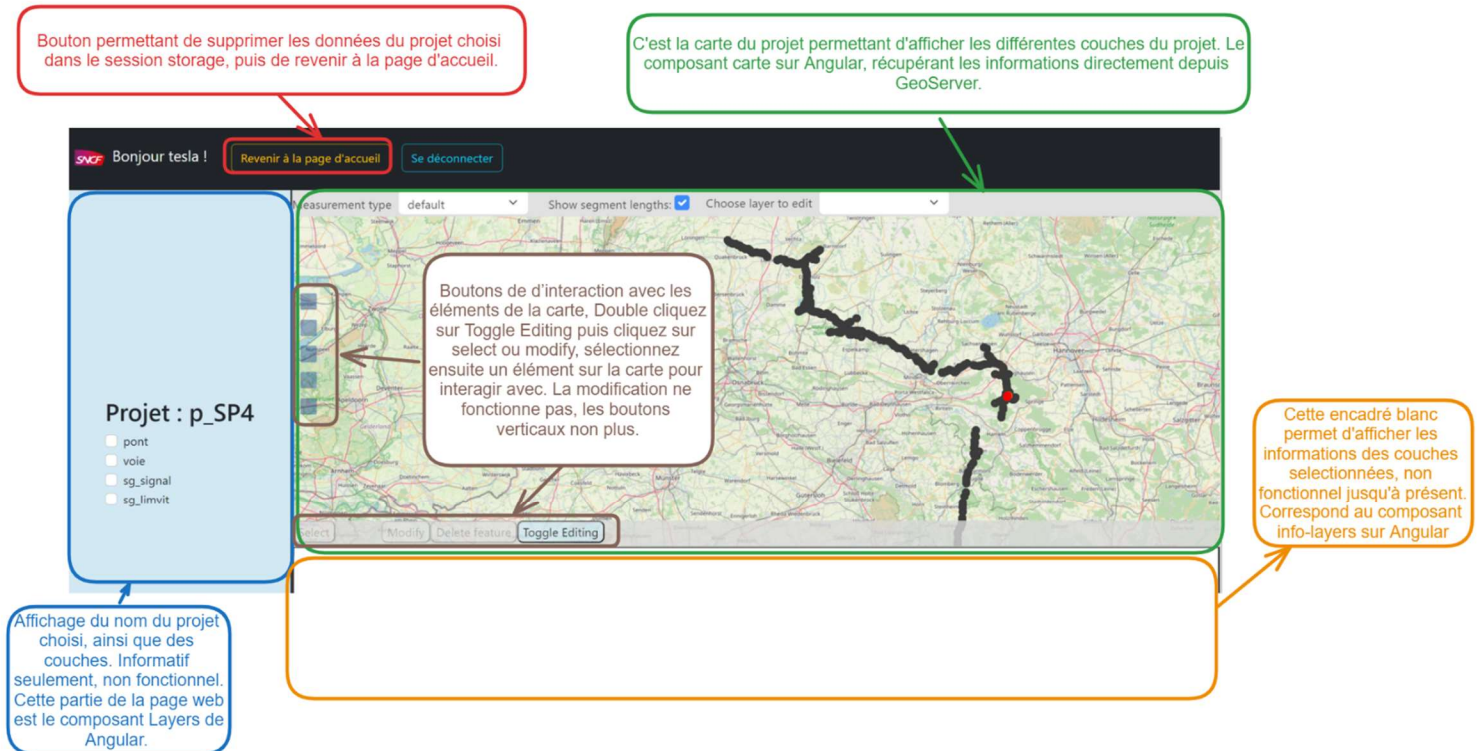 Bouton permettant de supprimer les données du projet choisi
dans le session storage, puis de revenir à la page d'accueil.
C'est la carte du projet permettant d'afficher les différentes couches du projet. Le
composant carte sur Angular, récupérant les informations directement depuis
GeoServer.
SNCF Bonjour tesla ! Revenir à la page d'accueil Se déconnecter
Measurement type default Show segment lengths: Choose layer to edit
Boutons de d'interaction avec les
éléments de la carte, Double cliquez
sur Toggle Editing puis cliquez sur
select ou modify, sélectionnez
ensuite un élément sur la carte pour
interagir avec. La modification ne
fonctionne pas, les boutons
verticaux non plus.
Projet : p_SP4
pont
voie
sg_signal
sg_limvit
Hannover
Münster
Bielefeld
Select Modify Delete feature Toggle Editing
Cette encadré blanc
permet d'afficher les
informations des couches
selectionnées, non
fonctionnel jusqu'à présent.
Correspond au composant
info-layers sur Angular
Affichage du nom du projet
choisi, ainsi que des
couches. Informatif
seulement, non fonctionnel.
Cette partie de la page web
est le composant Layers de
Angular.